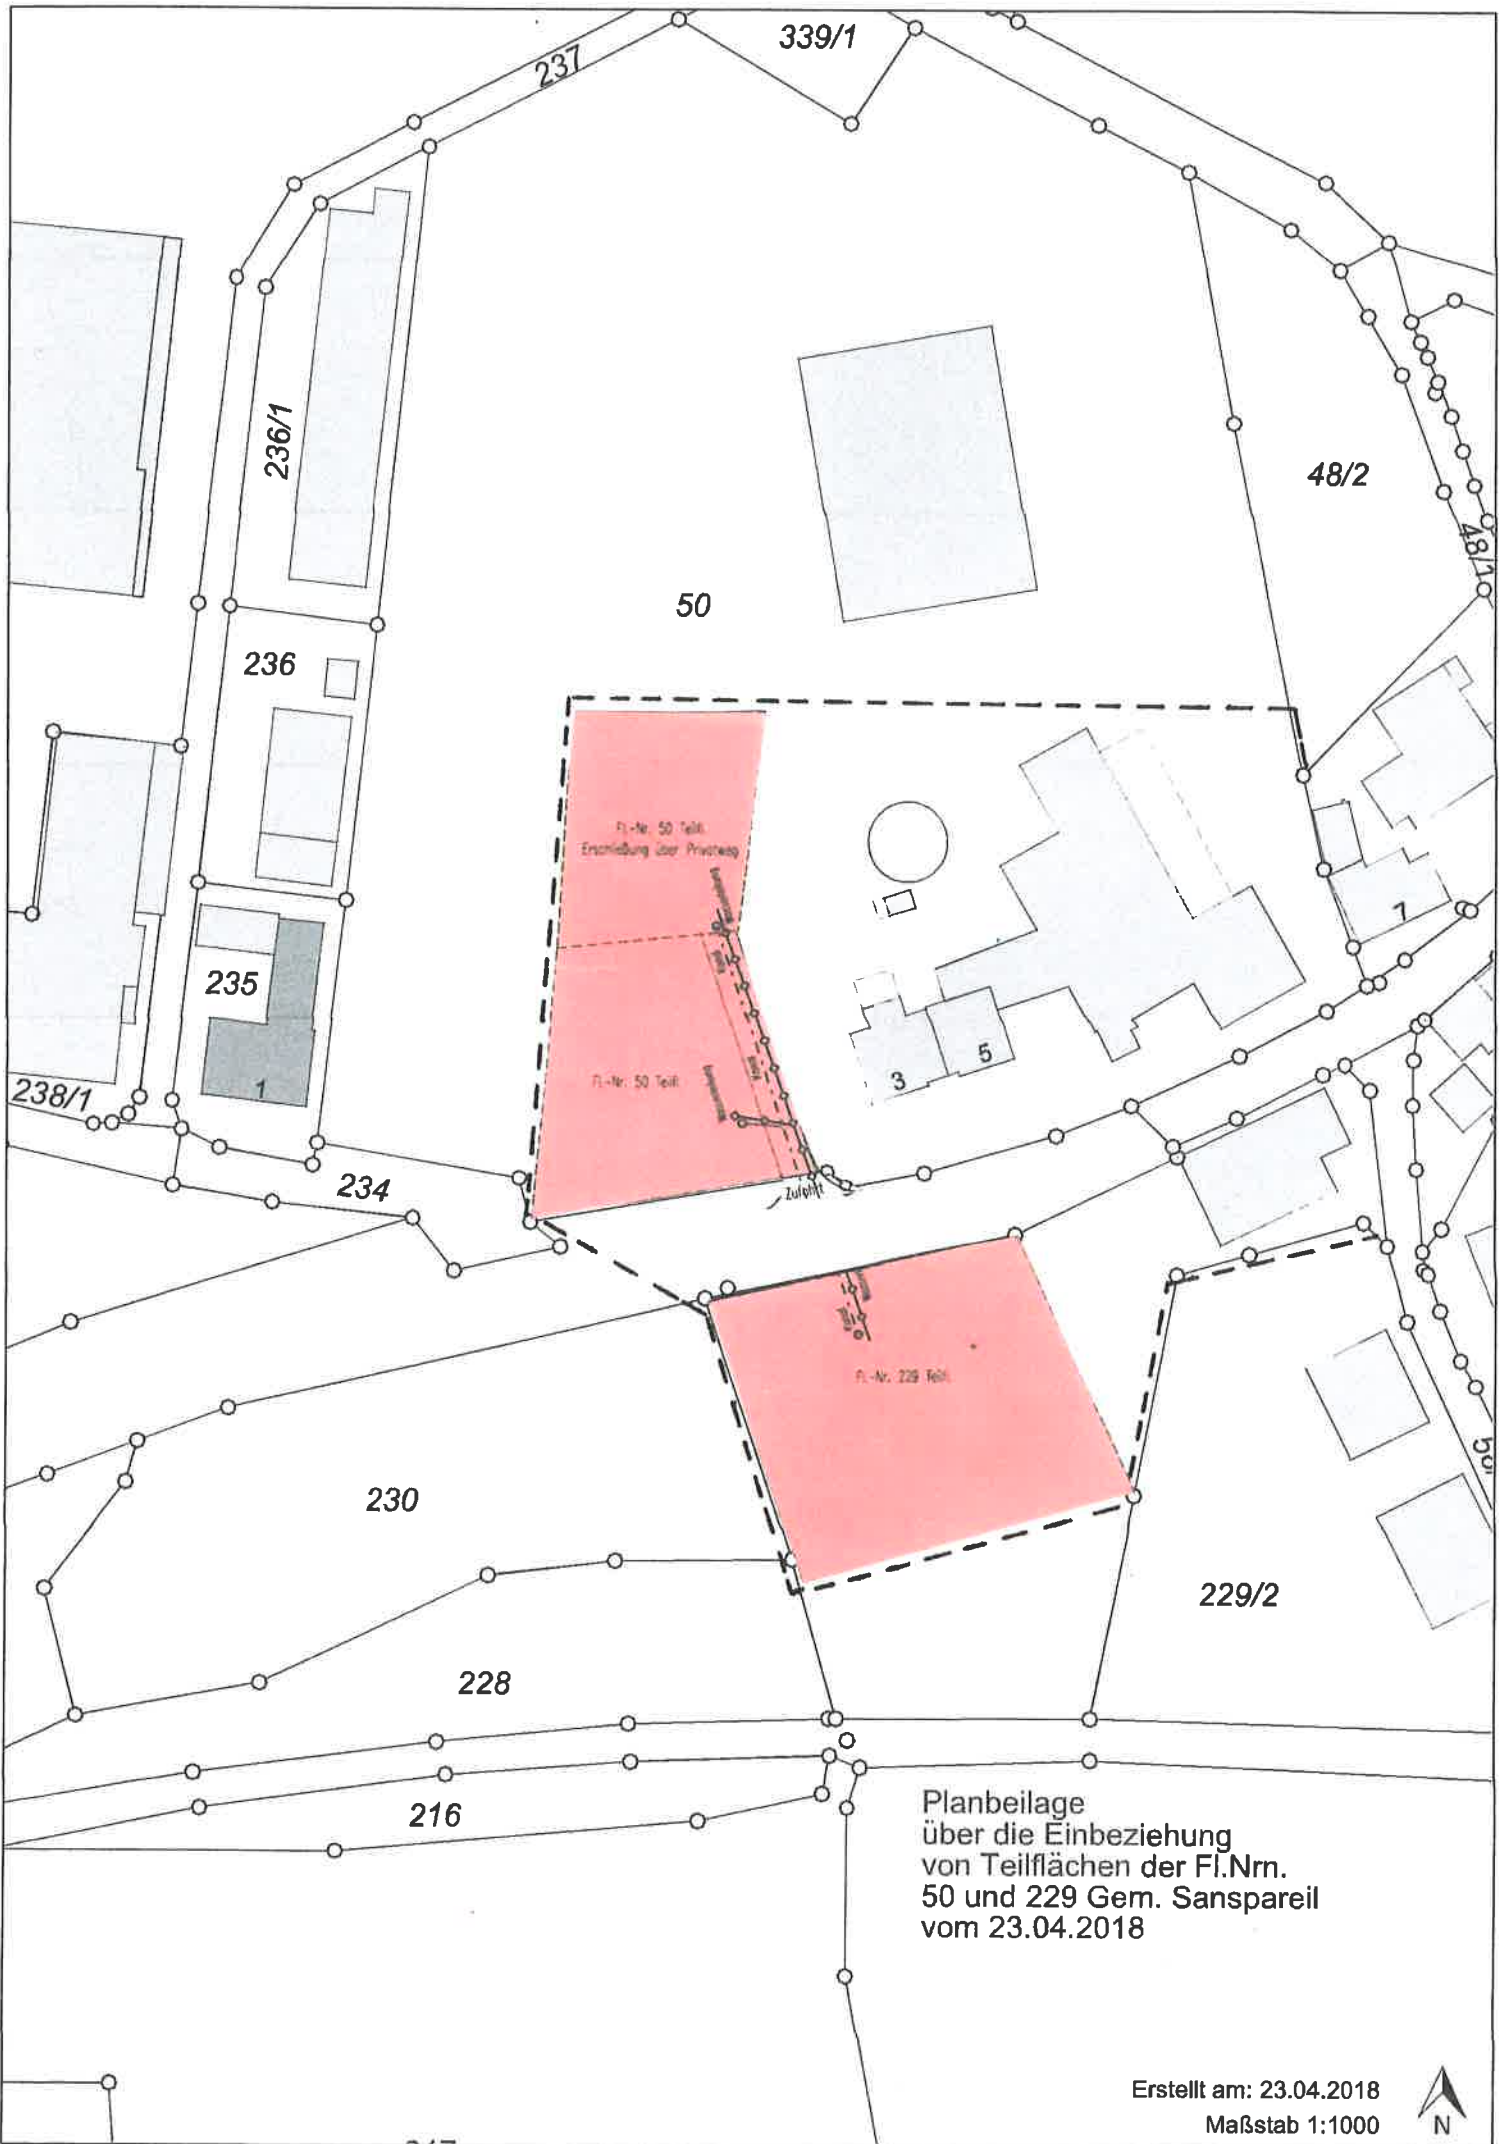 339/1
237
236/1
48/2
48/1
50
236
Fl.-Nr. 50 Teilfl.
Erschließung über Privatweg
7
235
1
3
5
Fl.-Nr. 50 Teilfl.
238/1
234
Zufahrt
Fl.-Nr. 229 Teilfl.
230
229/2
228
216
Planbeilage
über die Einbeziehung
von Teilflächen der Fl.Nrn.
50 und 229 Gem. Sanspareil
vom 23.04.2018
Erstellt am: 23.04.2018
Maßstab 1:1000
N